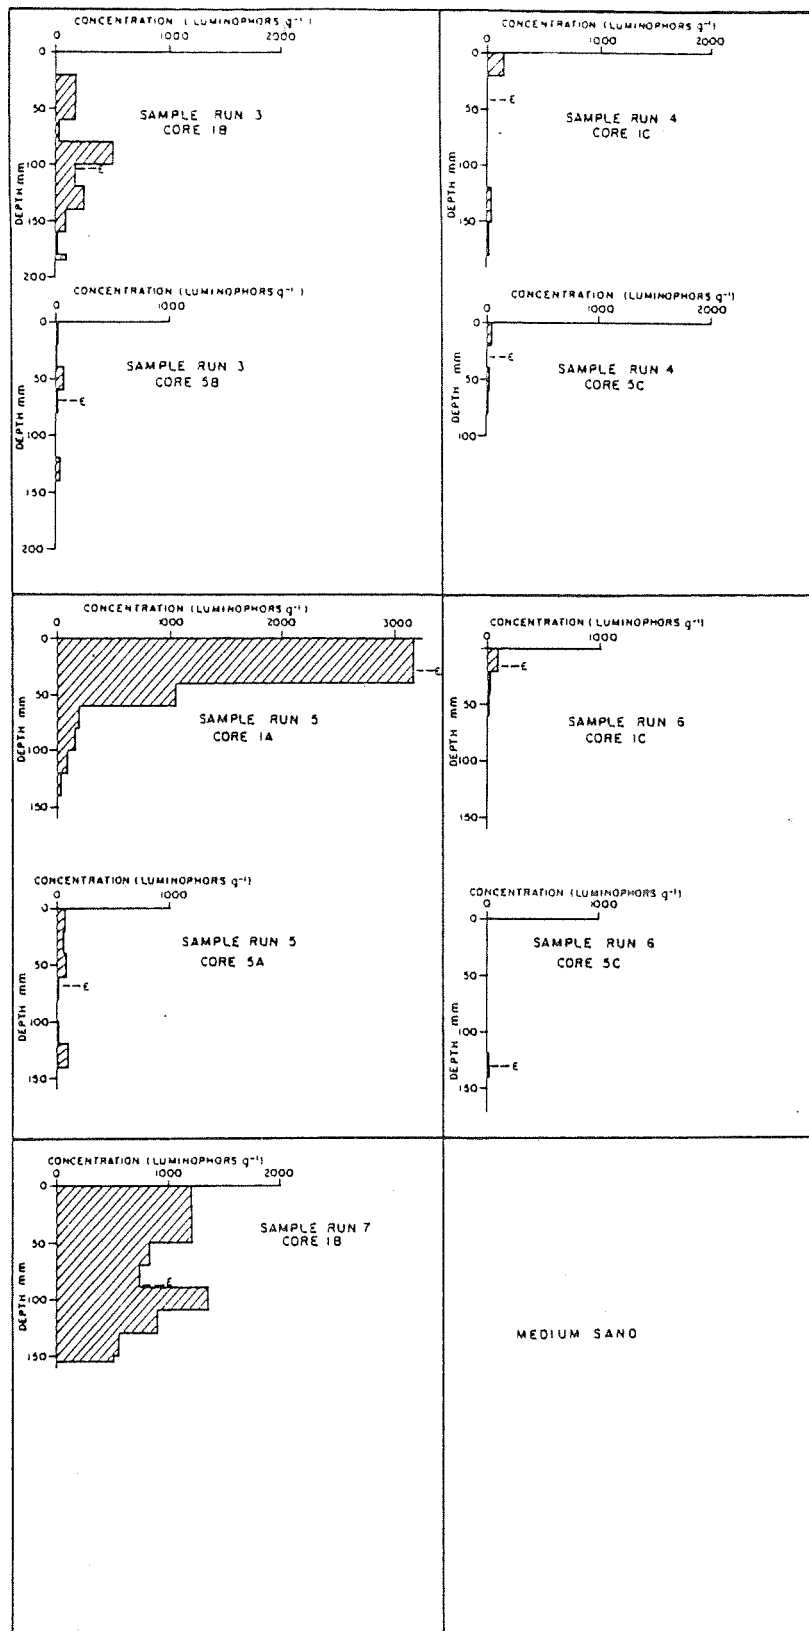 CONCENTRATION (LUMINOPHORS g⁻¹)
0 1000 2000
0
50
100
150
200
DEPTH mm
SAMPLE RUN 3
CORE 1B
E
CONCENTRATION (LUMINOPHORS g⁻¹)
0 1000 2000
0
50
100
150
DEPTH mm
SAMPLE RUN 4
CORE 1C
E
CONCENTRATION (LUMINOPHORS g⁻¹)
0 1000
0
50
100
150
200
DEPTH mm
SAMPLE RUN 3
CORE 5B
E
CONCENTRATION (LUMINOPHORS g⁻¹)
0 1000 2000
0
50
100
DEPTH mm
SAMPLE RUN 4
CORE 5C
E
CONCENTRATION (LUMINOPHORS g⁻¹)
0 1000 2000 3000
0
50
100
150
DEPTH mm
SAMPLE RUN 5
CORE 1A
E
CONCENTRATION (LUMINOPHORS g⁻¹)
0 1000
50
100
150
DEPTH mm
SAMPLE RUN 6
CORE 1C
E
CONCENTRATION (LUMINOPHORS g⁻¹)
0 1000
0
50
100
150
DEPTH mm
SAMPLE RUN 5
CORE 5A
E
CONCENTRATION (LUMINOPHORS g⁻¹)
0 1000
0
50
100
150
DEPTH mm
SAMPLE RUN 6
CORE 5C
E
CONCENTRATION (LUMINOPHORS g⁻¹)
0 1000 2000
0
50
100
150
DEPTH mm
SAMPLE RUN 7
CORE 1B
E
MEDIUM SAND